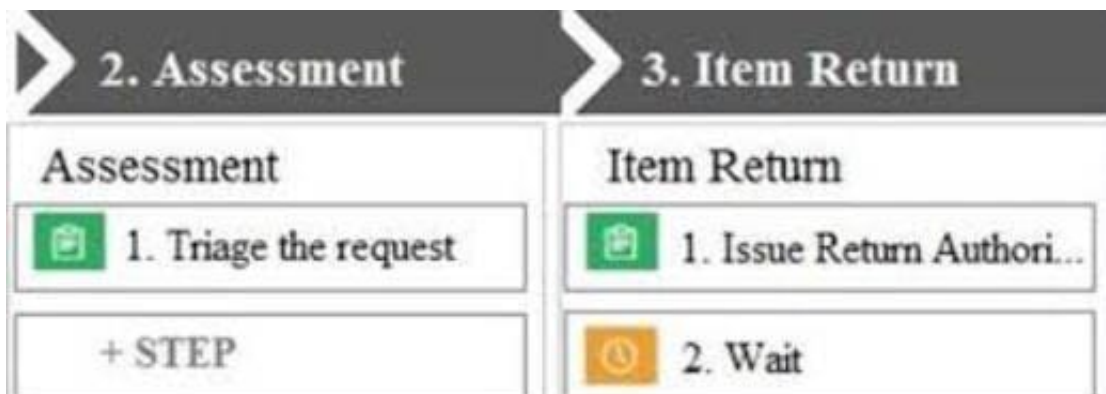 2. Assessment
3. Item Return
Assessment
1. Triage the request
+ STEP
Item Return
1. Issue Return Authori...
2. Wait